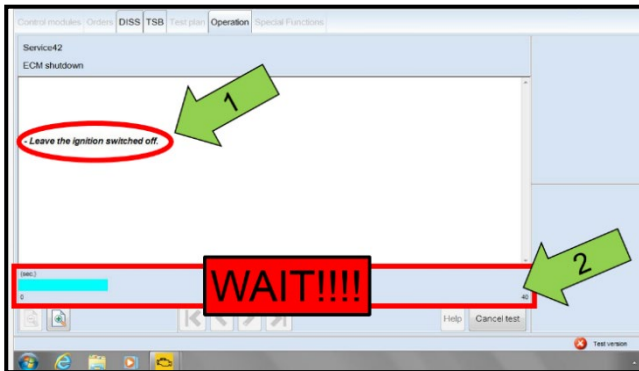 Control modules Orders DISS TSB Test plan Operation Special Functions
Service42
ECM shutdown
1
- Leave the ignition switched off.
2
(sec.)
WAIT!!!!
0 40
Help Cancel test
Test version